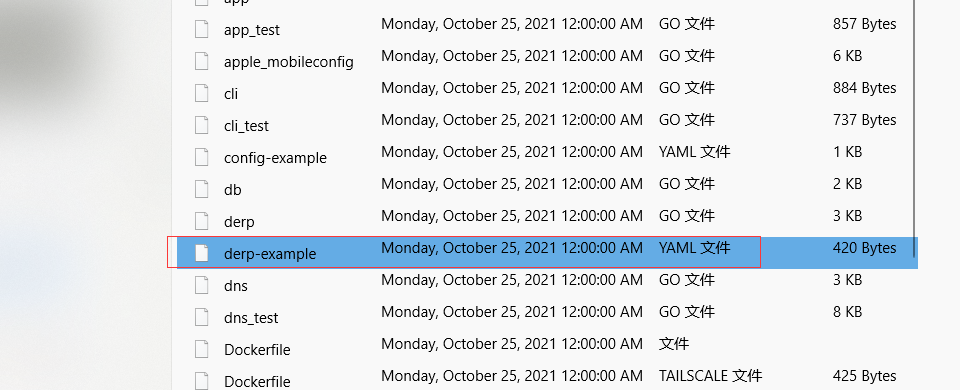 app
app_test Monday, October 25, 2021 12:00:00 AM GO 文件 857 Bytes
apple_mobileconfig Monday, October 25, 2021 12:00:00 AM GO 文件 6 KB
cli Monday, October 25, 2021 12:00:00 AM GO 文件 884 Bytes
cli_test Monday, October 25, 2021 12:00:00 AM GO 文件 737 Bytes
config-example Monday, October 25, 2021 12:00:00 AM YAML 文件 1 KB
db Monday, October 25, 2021 12:00:00 AM GO 文件 2 KB
derp Monday, October 25, 2021 12:00:00 AM GO 文件 3 KB
derp-example Monday, October 25, 2021 12:00:00 AM YAML 文件 420 Bytes
dns Monday, October 25, 2021 12:00:00 AM GO 文件 3 KB
dns_test Monday, October 25, 2021 12:00:00 AM GO 文件 8 KB
Dockerfile Monday, October 25, 2021 12:00:00 AM 文件
Dockerfile Monday, October 25, 2021 12:00:00 AM TAILSCALE 文件 425 Bytes